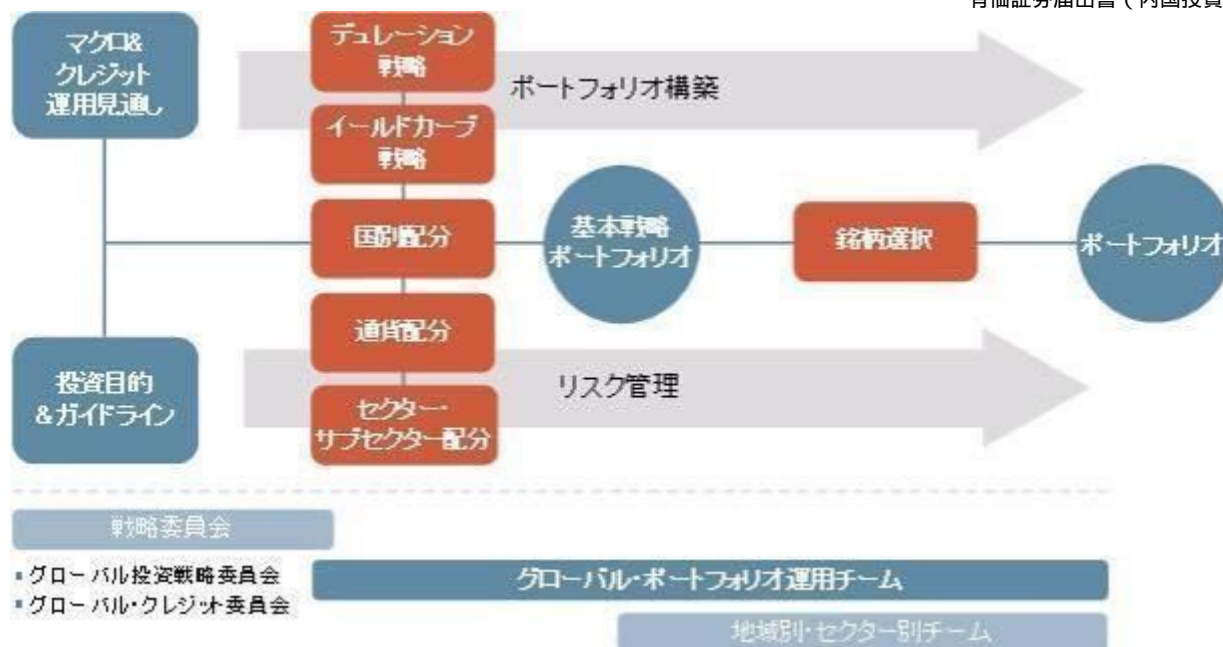 有価証券届出書(内国投資
マクロ&
クレジット
運用見通し
デュレーション
戦略
ポートフォリオ構築
イールドカーブ
戦略
国別配分
基本戦略
ポートフォリオ
銘柄選択
ポートフォリオ
通貨配分
投資目的
&ガイドライン
リスク管理
セクター・
サブセクター配分
戦略委員会
▪グローバル投資戦略委員会
▪グローバル・クレジット委員会
グローバル・ポートフォリオ運用チーム
地域別・セクター別チーム